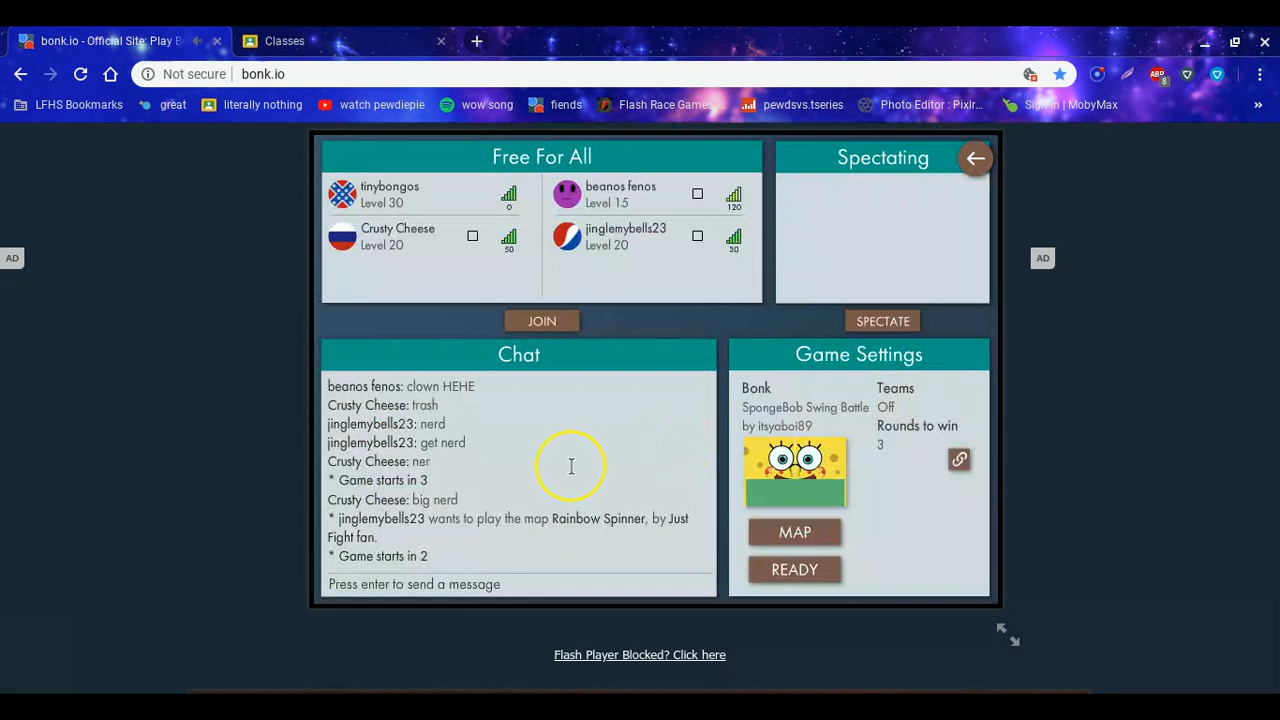 bonk.io - Official Site: Play B
Classes
Not secure
bonk.io
8
LFHS Bookmarks
great
literally nothing
watch pewdiepie
wow song
fiends
Flash Race Games
pewdsvs.tseries
Photo Editor : Pixlr...
Sign In | MobyMax
»
Free For All
Spectating
tinybongos
Level 30
0
beanos fenos
Level 15
120
Crusty Cheese
Level 20
50
jinglemybells23
Level 20
30
AD
AD
JOIN
SPECTATE
Chat
Game Settings
beanos fenos: clown HEHE
Crusty Cheese: trash
jinglemybells23: nerd
jinglemybells23: get nerd
Crusty Cheese: ner
* Game starts in 3
Crusty Cheese: big nerd
* jinglemybells23 wants to play the map Rainbow Spinner, by Just
Fight fan.
* Game starts in 2
Press enter to send a message
Bonk
SpongeBob Swing Battle
by itsyaboi89
Teams
Off
Rounds to win
3
MAP
READY
Flash Player Blocked? Click here